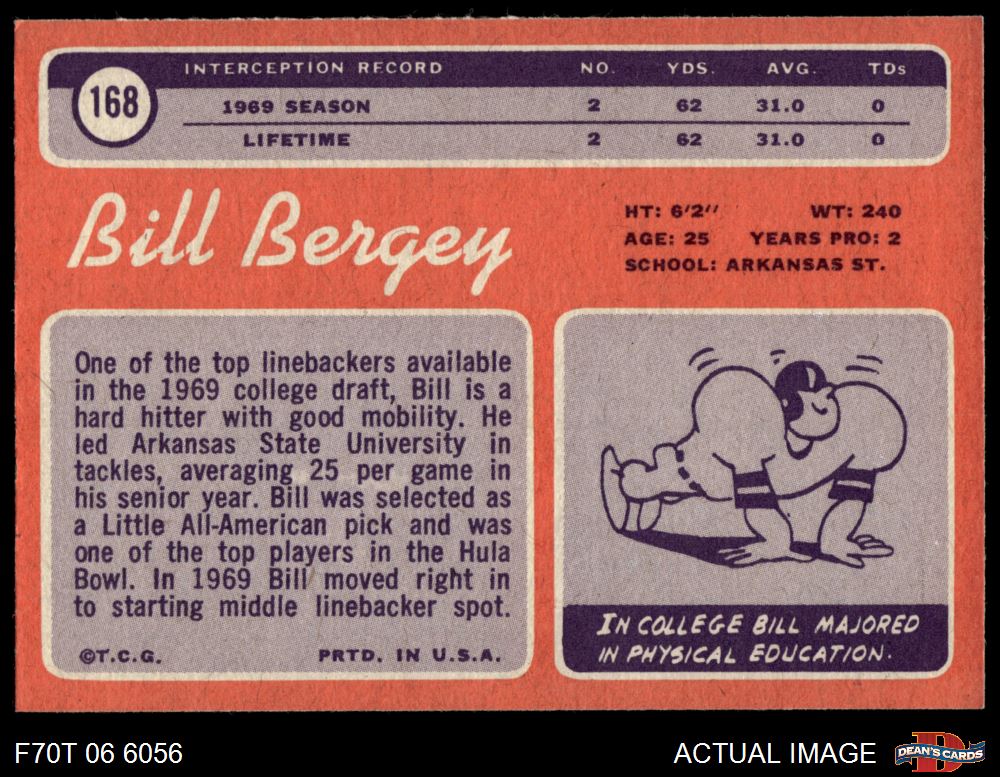 168
INTERCEPTION RECORD NO. YDS. AVG. TDs
1969 SEASON 2 62 31.0 0
LIFETIME 2 62 31.0 0
Bill Bergey
HT: 6'2" WT: 240
AGE: 25 YEARS PRO: 2
SCHOOL: ARKANSAS ST.
One of the top linebackers available
in the 1969 college draft, Bill is a
hard hitter with good mobility. He
led Arkansas State University in
tackles, averaging 25 per game in
his senior year. Bill was selected as
a Little All-American pick and was
one of the top players in the Hula
Bowl. In 1969 Bill moved right in
to starting middle linebacker spot.
©T.C.G. PRTD. IN U.S.A.
IN COLLEGE BILL MAJORED
IN PHYSICAL EDUCATION.
F70T 06 6056
ACTUAL IMAGE
D
DEAN'S CARDS